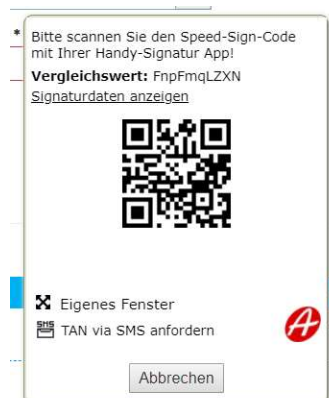 *
Bitte scannen Sie den Speed-Sign-Code
mit Ihrer Handy-Signatur App!
Vergleichswert: FnpFmqLZXN
Signaturdaten anzeigen
Eigenes Fenster
SMS TAN via SMS anfordern
Abbrechen